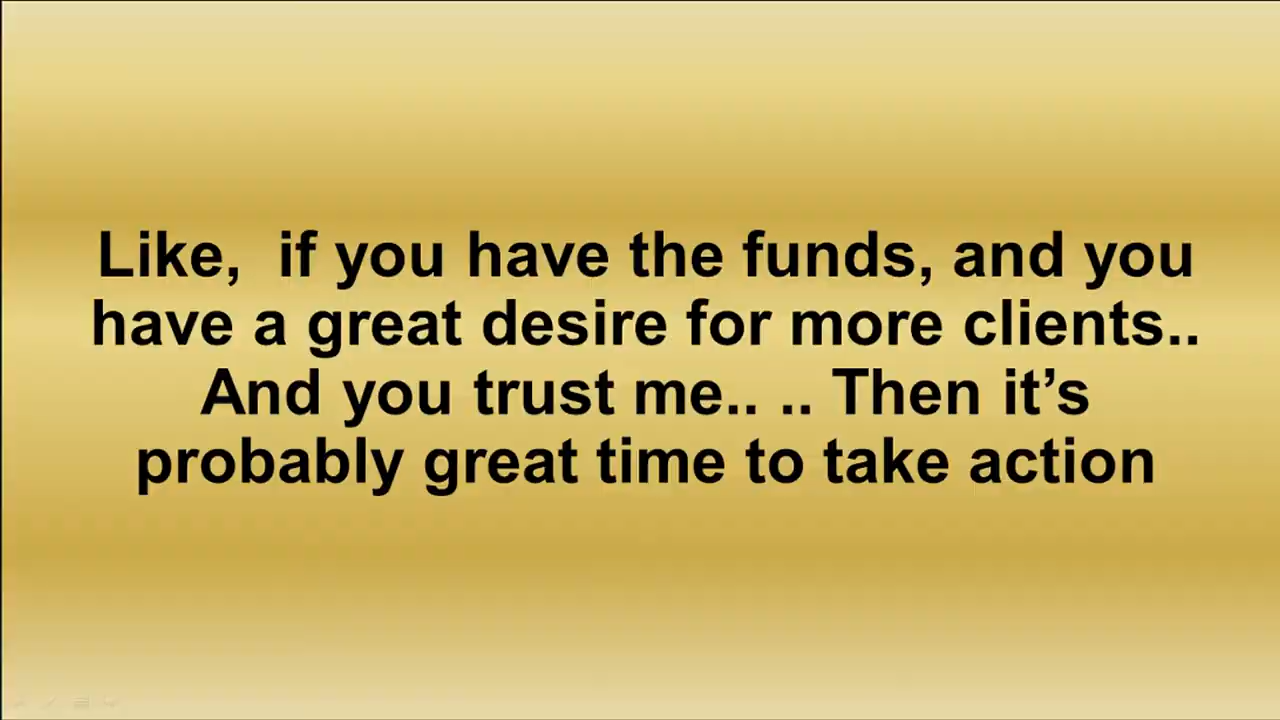 Like,  if you have the funds, and you
have a great desire for more clients..
And you trust me.. .. Then it’s
probably great time to take action